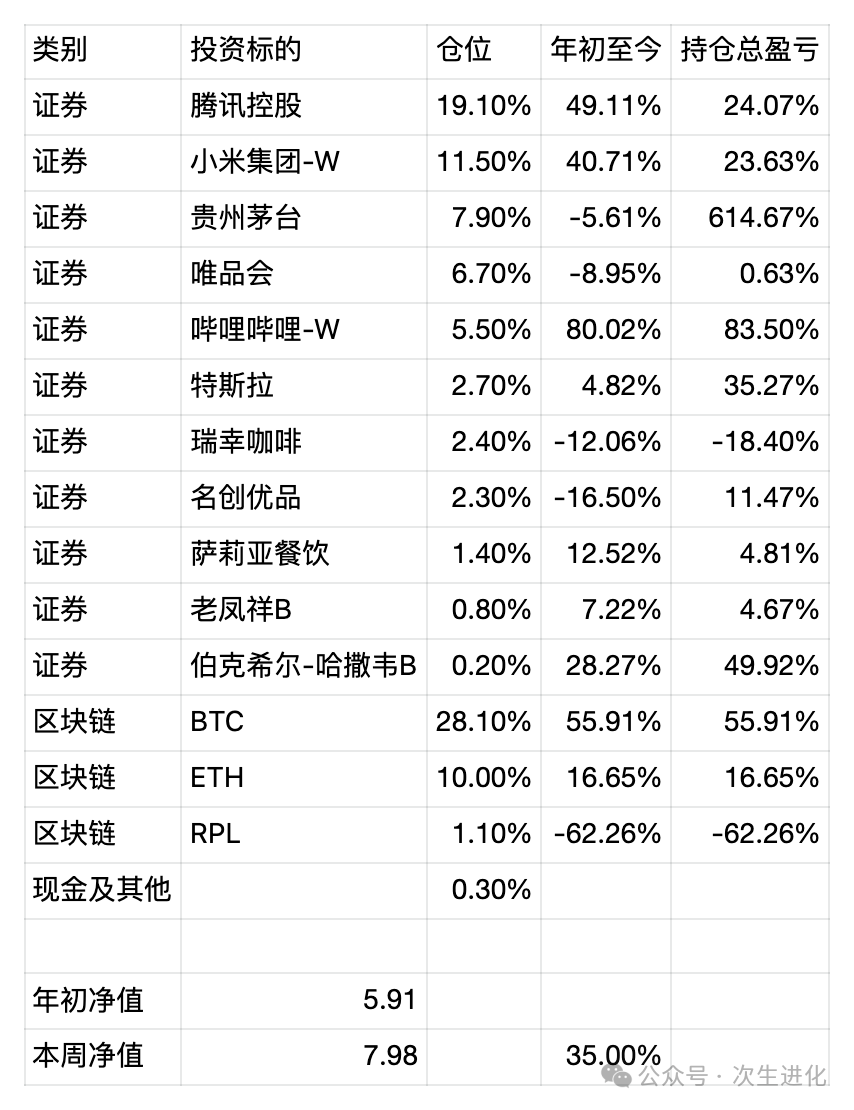 类别 投资标的 仓位 年初至今 持仓总盈亏
证券 腾讯控股 19.10% 49.11% 24.07%
证券 小米集团-W 11.50% 40.71% 23.63%
证券 贵州茅台 7.90% -5.61% 614.67%
证券 唯品会 6.70% -8.95% 0.63%
证券 哔哩哔哩-W 5.50% 80.02% 83.50%
证券 特斯拉 2.70% 4.82% 35.27%
证券 瑞幸咖啡 2.40% -12.06% -18.40%
证券 名创优品 2.30% -16.50% 11.47%
证券 萨莉亚餐饮 1.40% 12.52% 4.81%
证券 老凤祥B 0.80% 7.22% 4.67%
证券 伯克希尔-哈撒韦B 0.20% 28.27% 49.92%
区块链 BTC 28.10% 55.91% 55.91%
区块链 ETH 10.00% 16.65% 16.65%
区块链 RPL 1.10% -62.26% -62.26%
现金及其他 0.30%
年初净值 5.91
本周净值 7.98 35.00%
公众号 · 次生进化